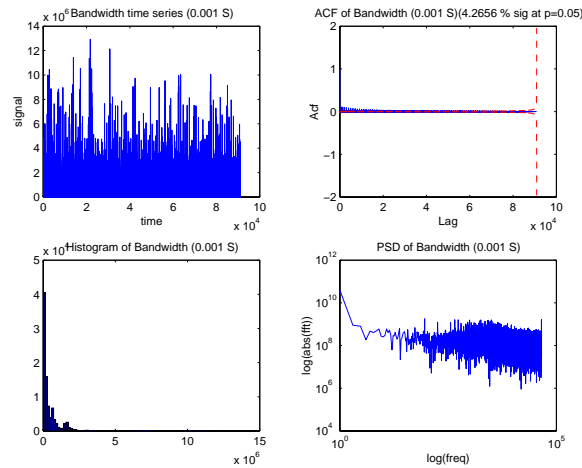 x 10^6 Bandwidth time series (0.001 S)
14
12
10
8
6
4
2
0
signal
0 2 4 6 8 10
time
x 10^4
ACF of Bandwidth (0.001 S)(4.2656 % sig at p=0.05)
2
1
0
−1
−2
Acf
0 2 4 6 8 10
Lag
x 10^4
x 10^4 Histogram of Bandwidth (0.001 S)
5
4
3
2
1
0
0 5 10 15
x 10^6
PSD of Bandwidth (0.001 S)
10^12
10^10
10^8
10^6
10^4
log(abs(fft))
10^0 10^5
log(freq)